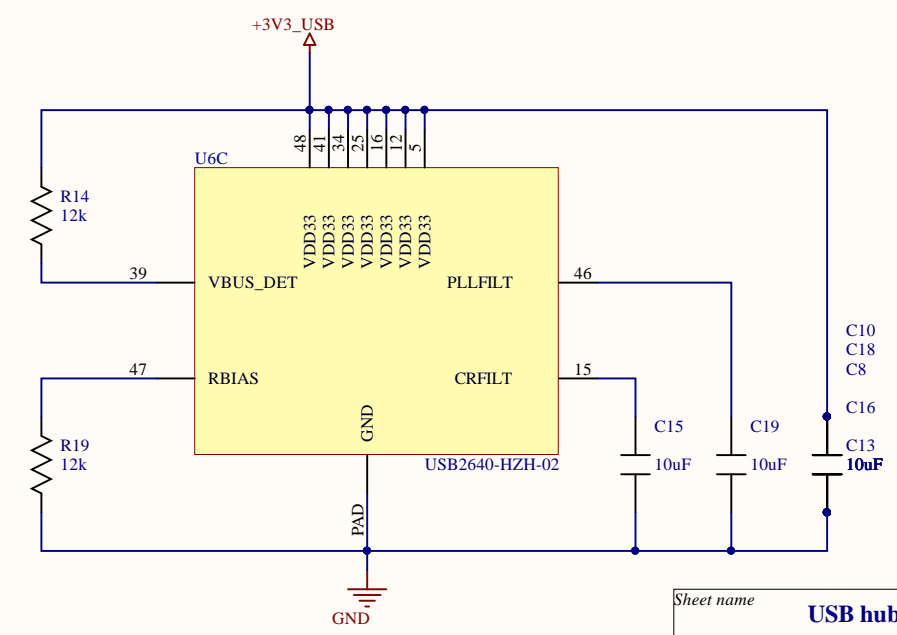 +3V3_USB
48
41
34
25
16
12
5
U6C
R14
12k
VDD33
VDD33
VDD33
VDD33
VDD33
VDD33
VDD33
39
VBUS_DET
PLLFILT
46
C10
C18
C8
47
RBIAS
CRFILT
15
C16
GND
C15
C19
C13
R19
12k
USB2640-HZH-02
10uF
10uF
10uF
PAD
GND
Sheet name
USB hub